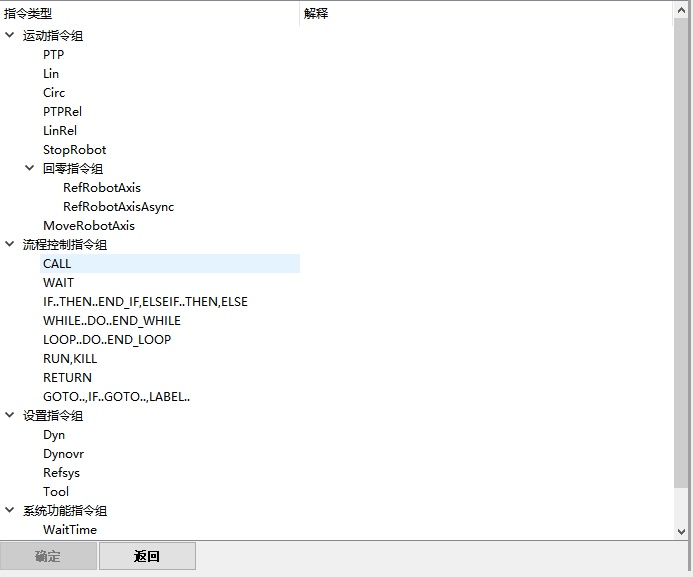 指令类型 解释
运动指令组
PTP
Lin
Circ
PTPRel
LinRel
StopRobot
回零指令组
RefRobotAxis
RefRobotAxisAsync
MoveRobotAxis
流程控制指令组
CALL
WAIT
IF..THEN..END_IF,ELSEIF..THEN,ELSE
WHILE..DO..END_WHILE
LOOP..DO..END_LOOP
RUN,KILL
RETURN
GOTO..,IF..GOTO..,LABEL..
设置指令组
Dyn
Dynovr
Refsys
Tool
系统功能指令组
WaitTime
确定 返回